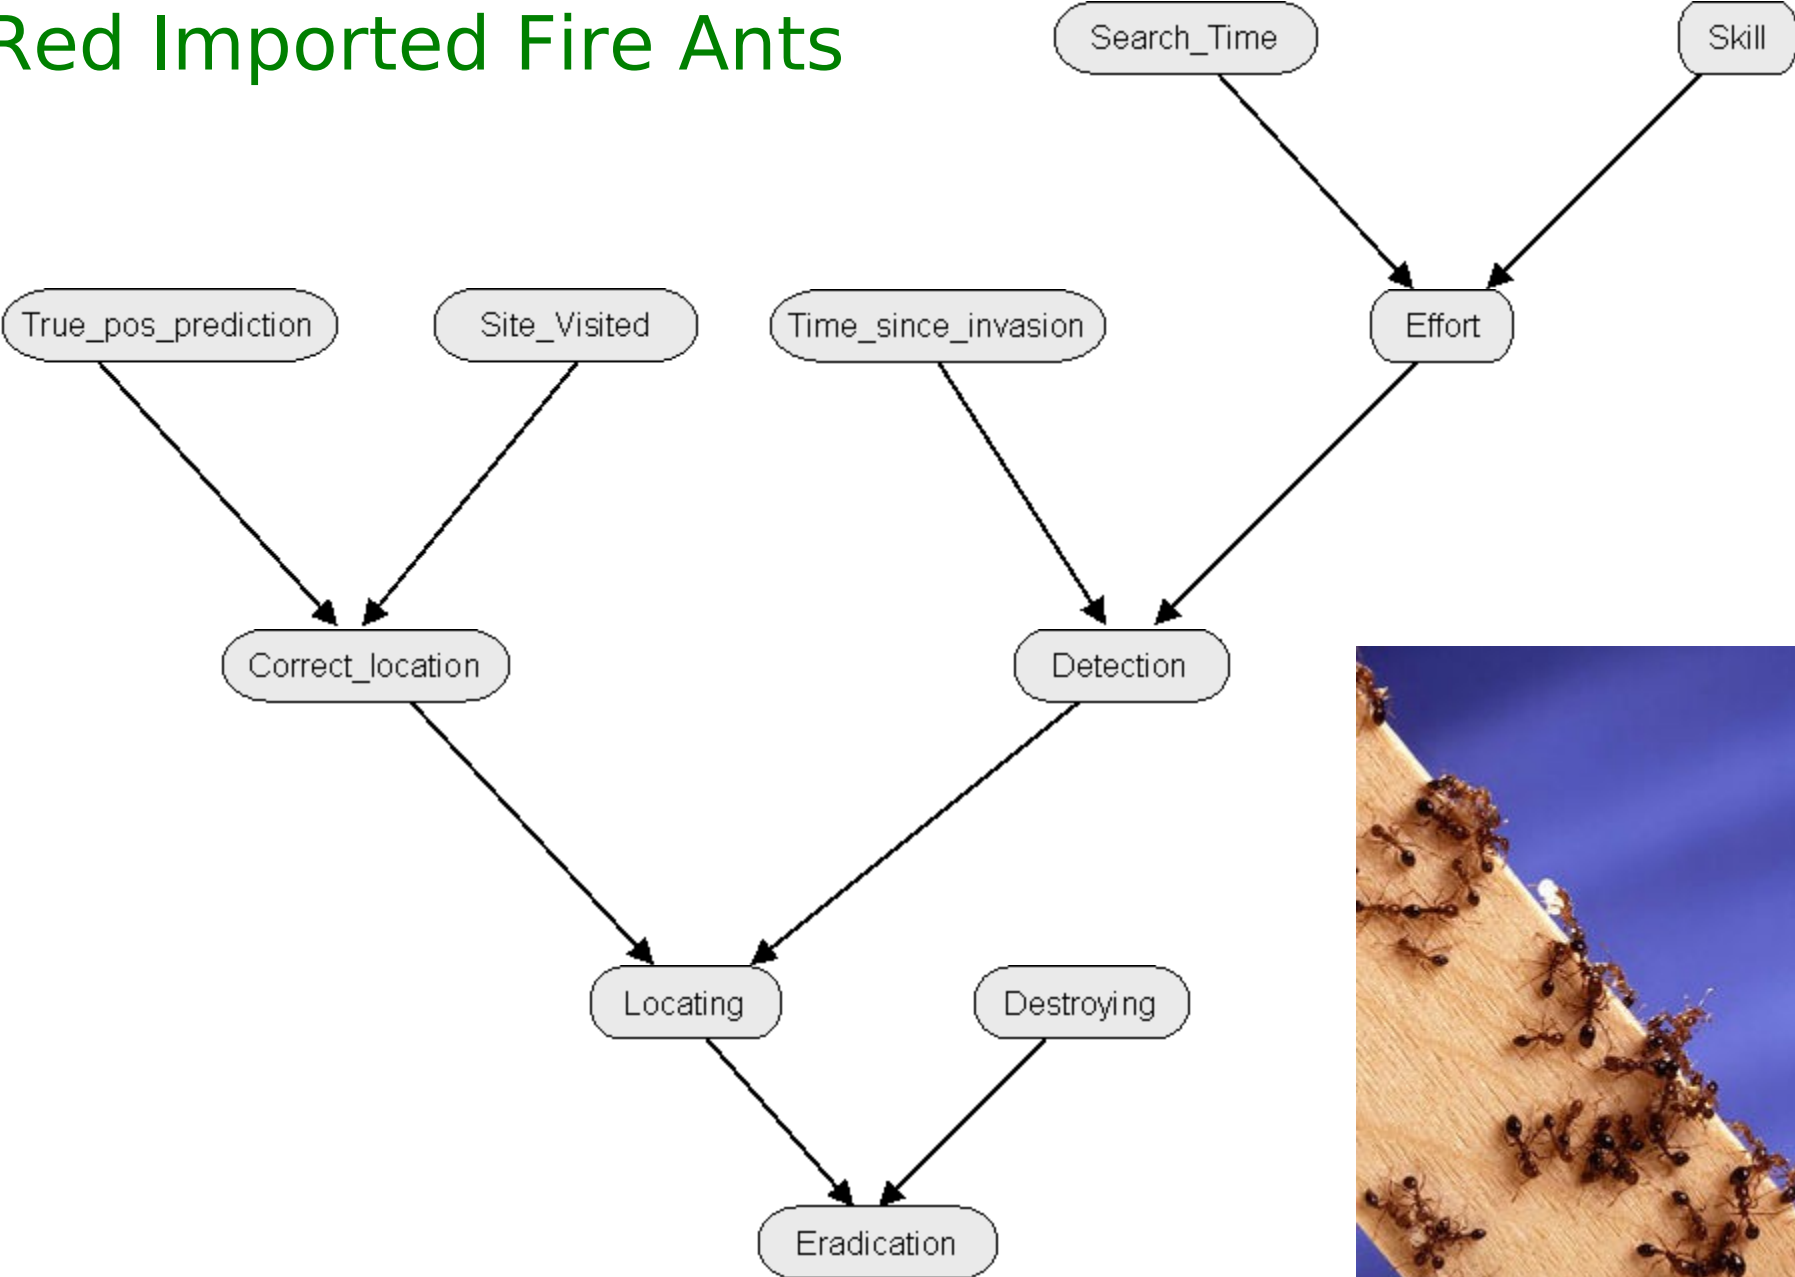 Red Imported Fire Ants
Search_Time
Skill
True_pos_prediction
Site_Visited
Time_since_invasion
Effort
Correct_location
Detection
Locating
Destroying
Eradication